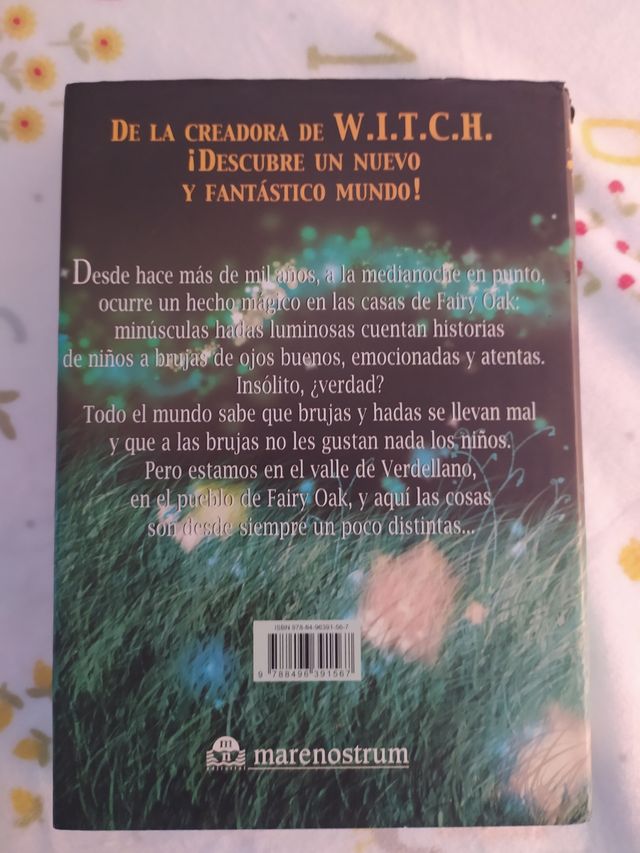 DE LA CREADORA DE W.I.T.C.H.
¡DESCUBRE UN NUEVO
Y FANTÁSTICO MUNDO!
Desde hace más de mil años, a la medianoche en punto,
ocurre un hecho mágico en las casas de Fairy Oak:
minúsculas hadas luminosas cuentan historias
de niños a brujas de ojos buenos, emocionadas y atentas.
Insólito, ¿verdad?
Todo el mundo sabe que brujas y hadas se llevan mal
y que a las brujas no les gustan nada los niños.
Pero estamos en el valle de Verdellano,
en el pueblo de Fairy Oak, y aquí las cosas
son desde siempre un poco distintas...
ISBN 978-84-96391-56-7
9 788496 391567
m
n
editorial
marenostrum